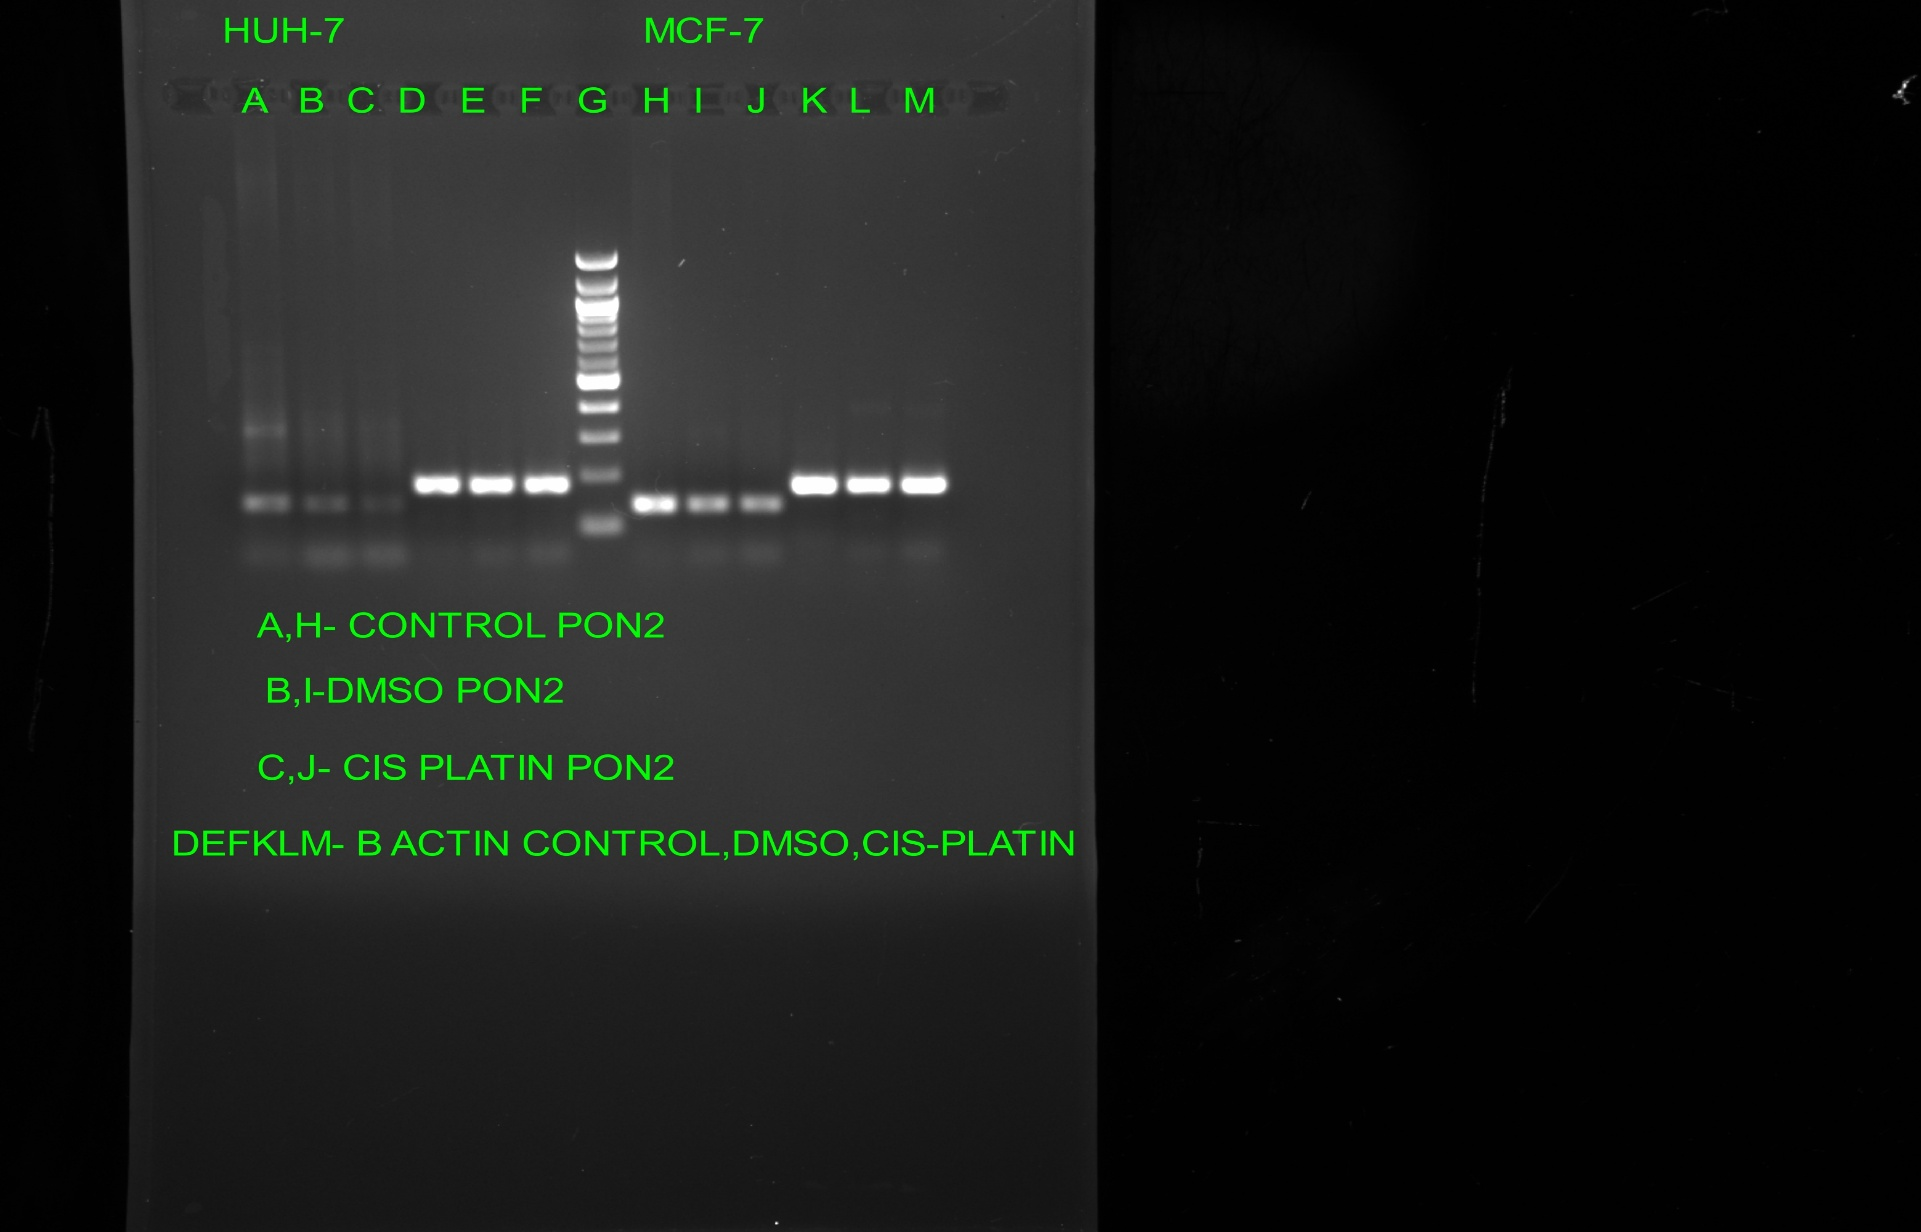 HUH-7 MCF-7
A B C D E F G H I J K L M
A,H- CONTROL PON2
B,I-DMSO PON2
C,J- CIS PLATIN PON2
DEFKLM- B ACTIN CONTROL,DMSO,CIS-PLATIN